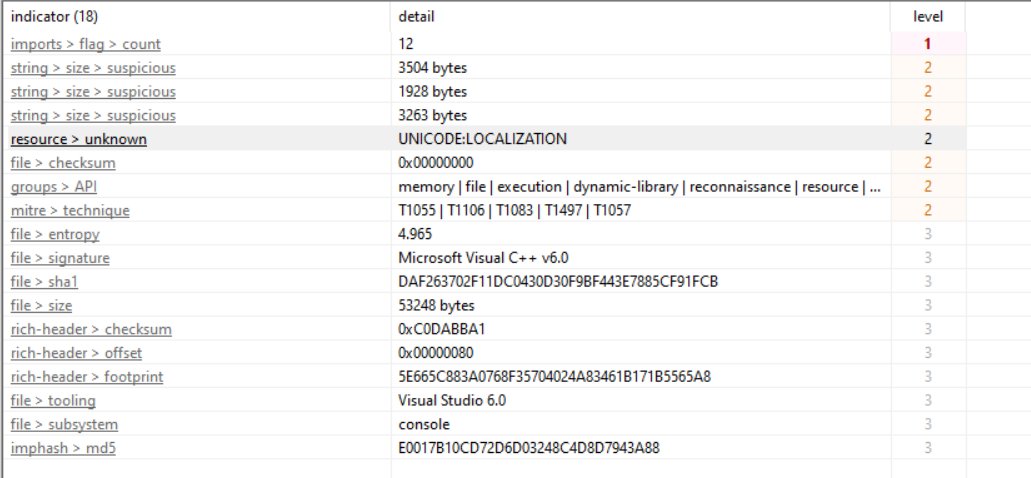 indicator (18) detail level
imports > flag > count 12 1
string > size > suspicious 3504 bytes 2
string > size > suspicious 1928 bytes 2
string > size > suspicious 3263 bytes 2
resource > unknown UNICODE:LOCALIZATION 2
file > checksum 0x00000000 2
groups > API memory | file | execution | dynamic-library | reconnaissance | resource | ... 2
mitre > technique T1055 | T1106 | T1083 | T1497 | T1057 2
file > entropy 4.965 3
file > signature Microsoft Visual C++ v6.0 3
file > sha1 DAF263702F11DC0430D30F9BF443E7885CF91FCB 3
file > size 53248 bytes 3
rich-header > checksum 0xC0DABBA1 3
rich-header > offset 0x00000080 3
rich-header > footprint 5E665C883A0768F35704024A83461B171B5565A8 3
file > tooling Visual Studio 6.0 3
file > subsystem console 3
imphash > md5 E0017B10CD72D6D03248C4D8D7943A88 3